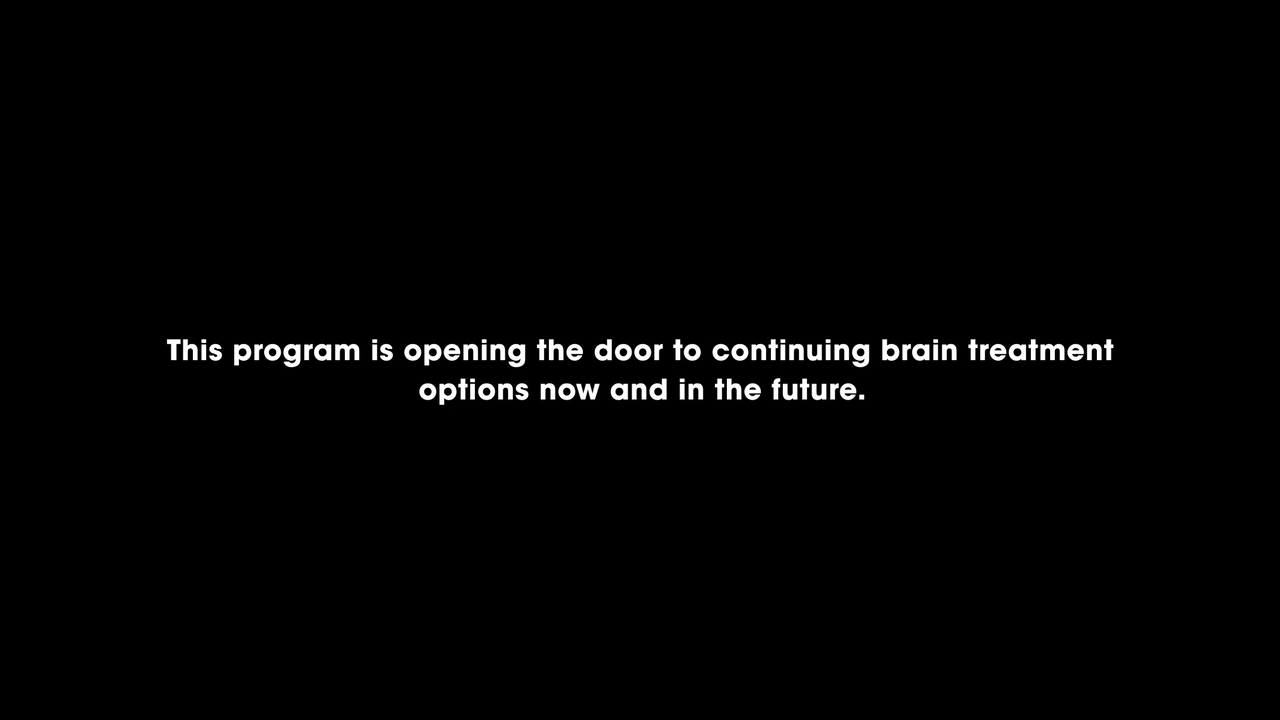 This program is opening the door to continuing brain treatment
options now and in the future.